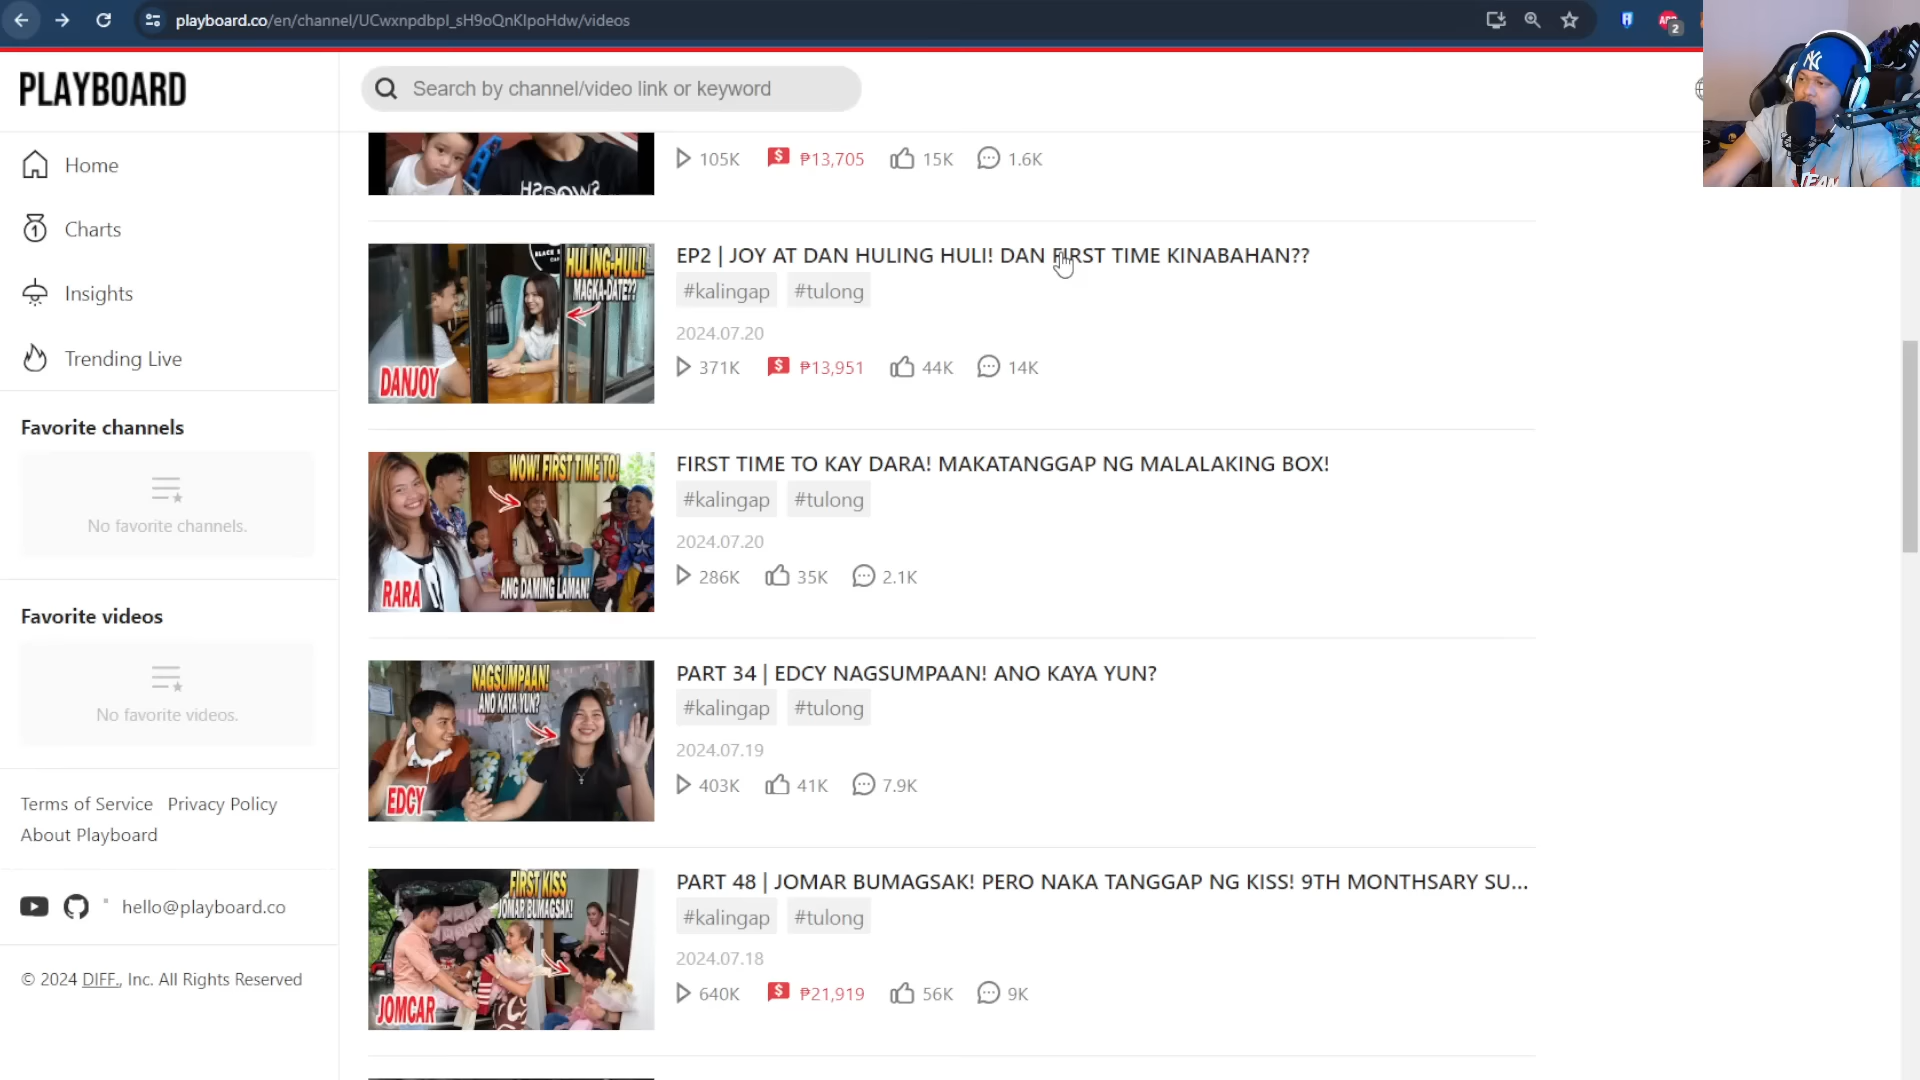 playboard.co/en/channel/UCwxnpdbpl_sH9oQnKlpoHdw/videos
2
PLAYBOARD
Search by channel/video link or keyword
Home
Charts
Insights
Trending Live
Favorite channels
No favorite channels.
Favorite videos
No favorite videos.
Terms of Service Privacy Policy
About Playboard
hello@playboard.co
© 2024 DIFF., Inc. All Rights Reserved
105K ₱13,705 15K 1.6K
HULING-HULI!
MAGKA-DATE??
DANJOY
EP2 | JOY AT DAN HULING HULI! DAN FIRST TIME KINABAHAN??
#kalingap #tulong
2024.07.20
371K ₱13,951 44K 14K
WOW! FIRST TIME TO!
ANG DAMING LAMAN!
RARA
FIRST TIME TO KAY DARA! MAKATANGGAP NG MALALAKING BOX!
#kalingap #tulong
2024.07.20
286K 35K 2.1K
NAGSUMPAAN!
ANO KAYA YUN?
EDCY
PART 34 | EDCY NAGSUMPAAN! ANO KAYA YUN?
#kalingap #tulong
2024.07.19
403K 41K 7.9K
FIRST KISS
JOMAR BUMAGSAK!
JOMCAR
PART 48 | JOMAR BUMAGSAK! PERO NAKA TANGGAP NG KISS! 9TH MONTHSARY SU...
#kalingap #tulong
2024.07.18
640K ₱21,919 56K 9K